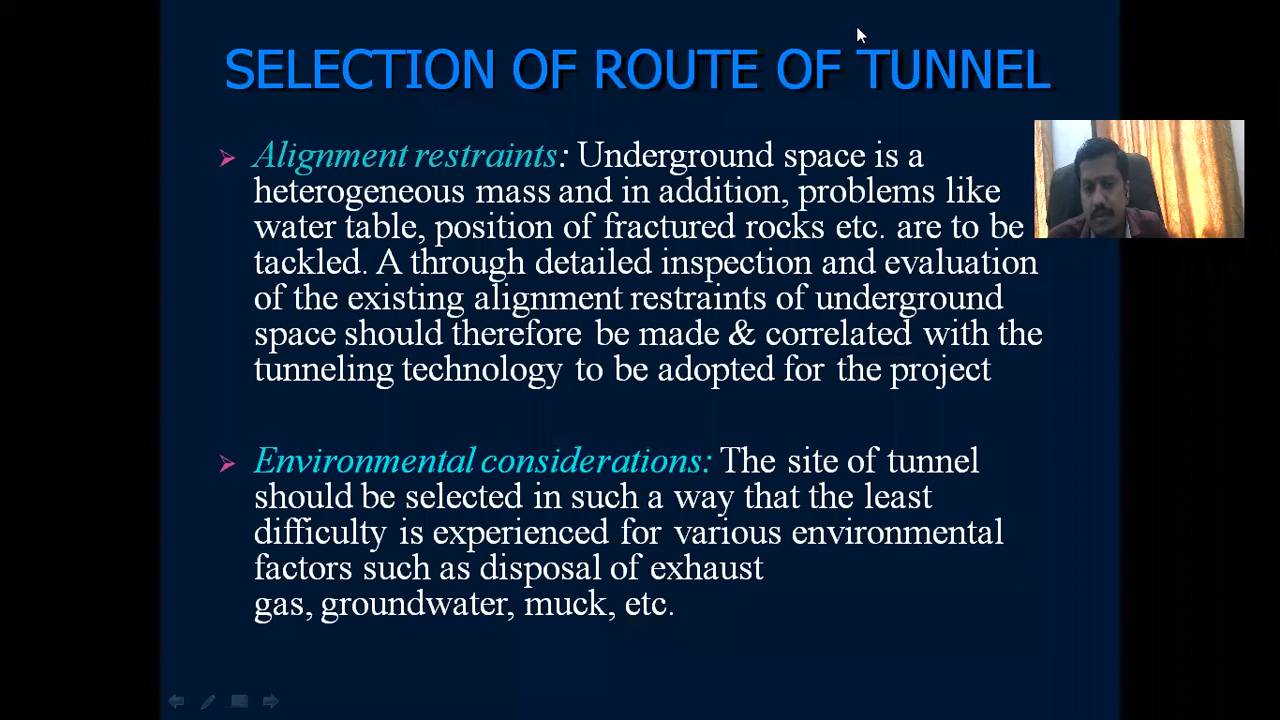 SELECTION OF ROUTE OF TUNNEL
Alignment restraints: Underground space is a
heterogeneous mass and in addition, problems like
water table, position of fractured rocks etc. are to be
tackled. A through detailed inspection and evaluation
of the existing alignment restraints of underground
space should therefore be made & correlated with the
tunneling technology to be adopted for the project
Environmental considerations: The site of tunnel
should be selected in such a way that the least
difficulty is experienced for various environmental
factors such as disposal of exhaust
gas, groundwater, muck, etc.